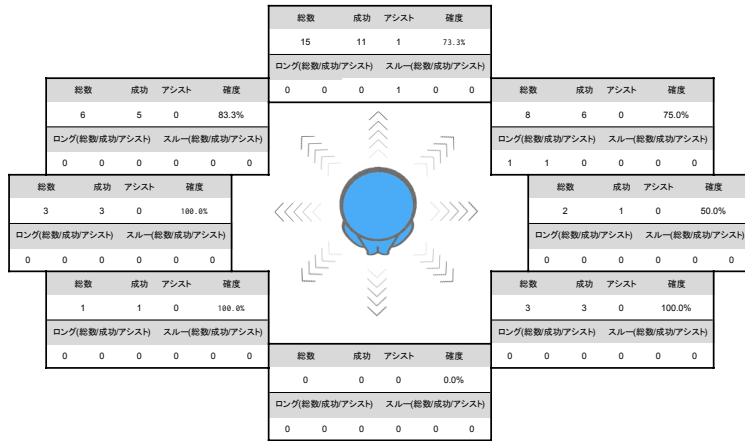 総数 成功 アシスト 確度
15 11 1 73.3%
ロング(総数/成功/アシスト) スルー(総数/成功/アシスト)
0 0 0 1 0 0
総数 成功 アシスト 確度
6 5 0 83.3%
ロング(総数/成功/アシスト) スルー(総数/成功/アシスト)
0 0 0 0 0 0
総数 成功 アシスト 確度
8 6 0 75.0%
ロング(総数/成功/アシスト) スルー(総数/成功/アシスト)
1 1 0 0 0 0
総数 成功 アシスト 確度
3 3 0 100.0%
ロング(総数/成功/アシスト) スルー(総数/成功/アシスト)
0 0 0 0 0 0
総数 成功 アシスト 確度
2 1 0 50.0%
ロング(総数/成功/アシスト) スルー(総数/成功/アシスト)
0 0 0 0 0 0
総数 成功 アシスト 確度
1 1 0 100.0%
ロング(総数/成功/アシスト) スルー(総数/成功/アシスト)
0 0 0 0 0 0
総数 成功 アシスト 確度
3 3 0 100.0%
ロング(総数/成功/アシスト) スルー(総数/成功/アシスト)
0 0 0 0 0 0
総数 成功 アシスト 確度
0 0 0 0.0%
ロング(総数/成功/アシスト) スルー(総数/成功/アシスト)
0 0 0 0 0 0